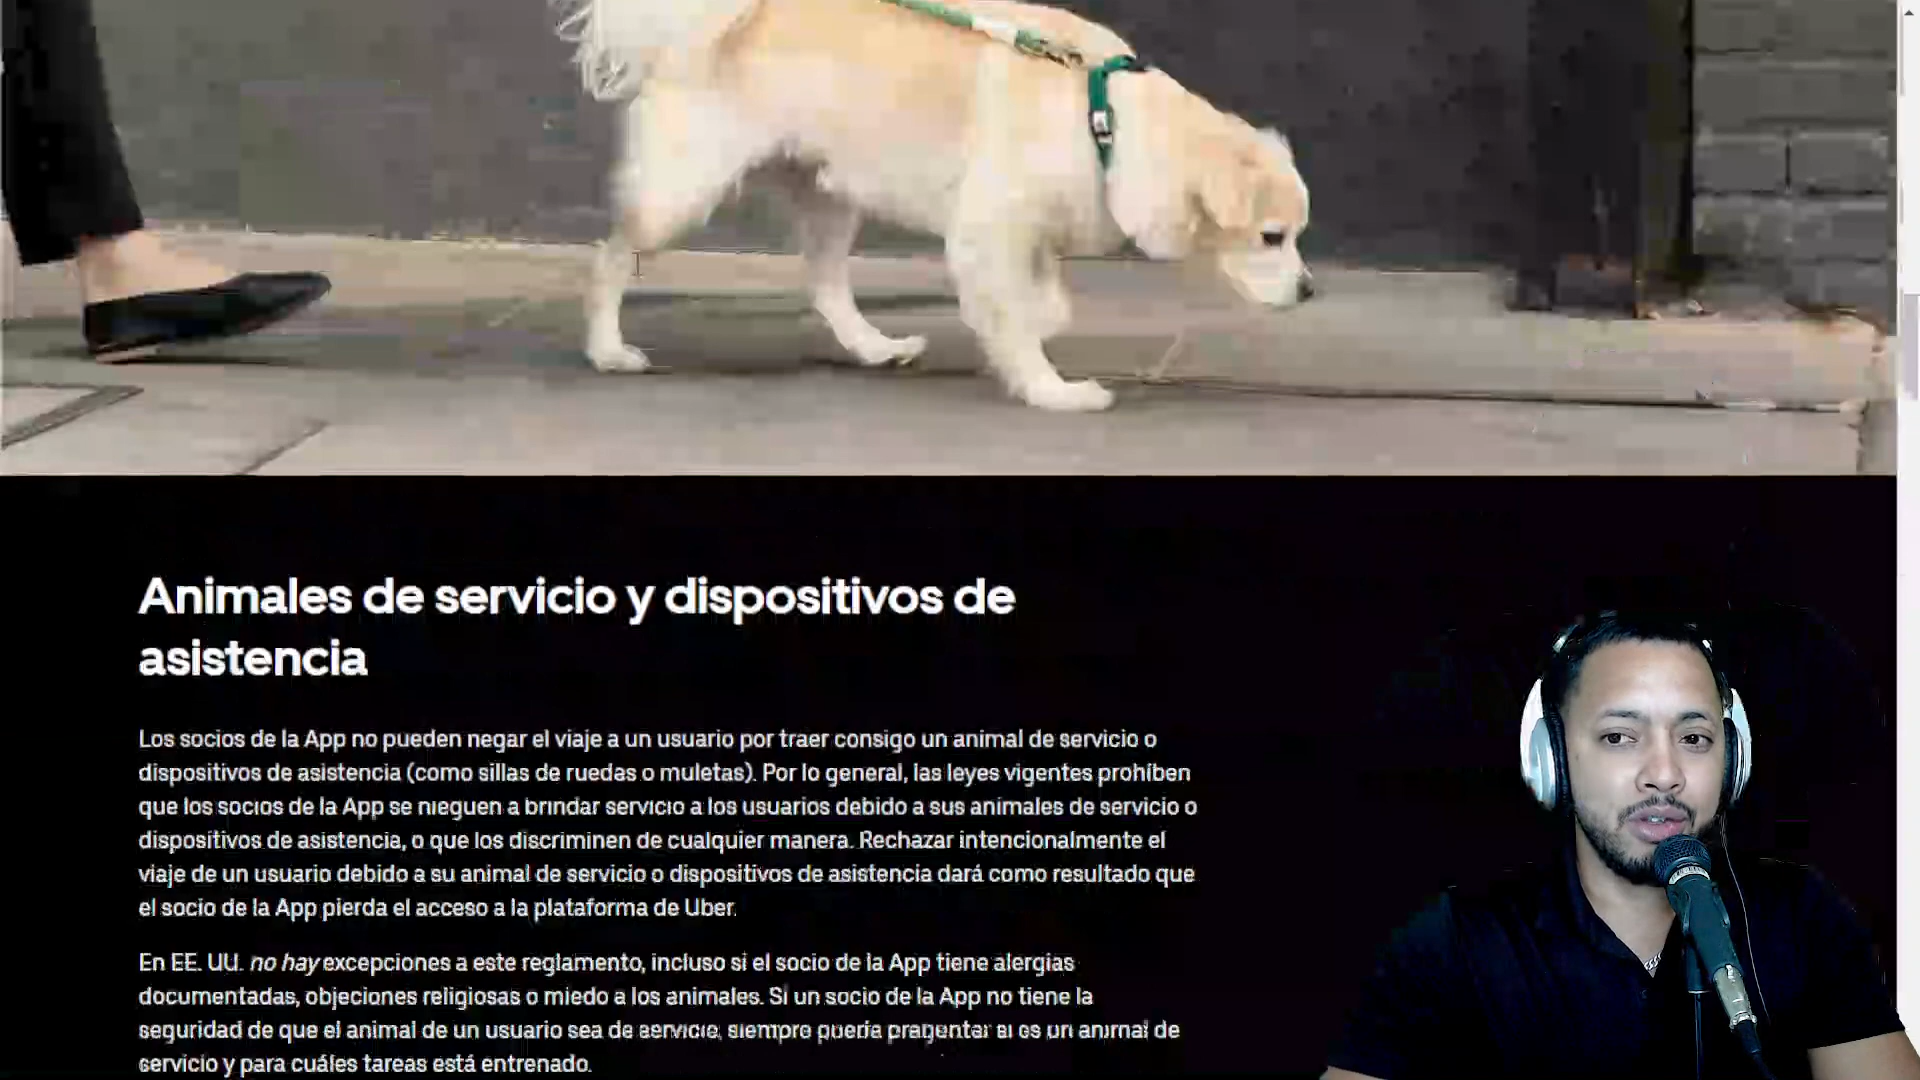 Animales de servicio y dispositivos de
asistencia
Los socios de la App no pueden negar el viaje a un usuario por traer consigo un animal de servicio o
dispositivos de asistencia (como sillas de ruedas o muletas). Por lo general, las leyes vigentes prohíben
que los socios de la App se nieguen a brindar servicio a los usuarios debido a sus animales de servicio o
dispositivos de asistencia, o que los discriminen de cualquier manera. Rechazar intencionalmente el
viaje de un usuario debido a su animal de servicio o dispositivos de asistencia dará como resultado que
el socio de la App pierda el acceso a la plataforma de Uber.
En EE. UU. no hay excepciones a este reglamento, incluso si el socio de la App tiene alergias
documentadas, objeciones religiosas o miedo a los animales. Si un socio de la App no tiene la
seguridad de que el animal de un usuario sea de servicio, siempre puede preguntar si es un animal de
servicio y para cuáles tareas está entrenado.